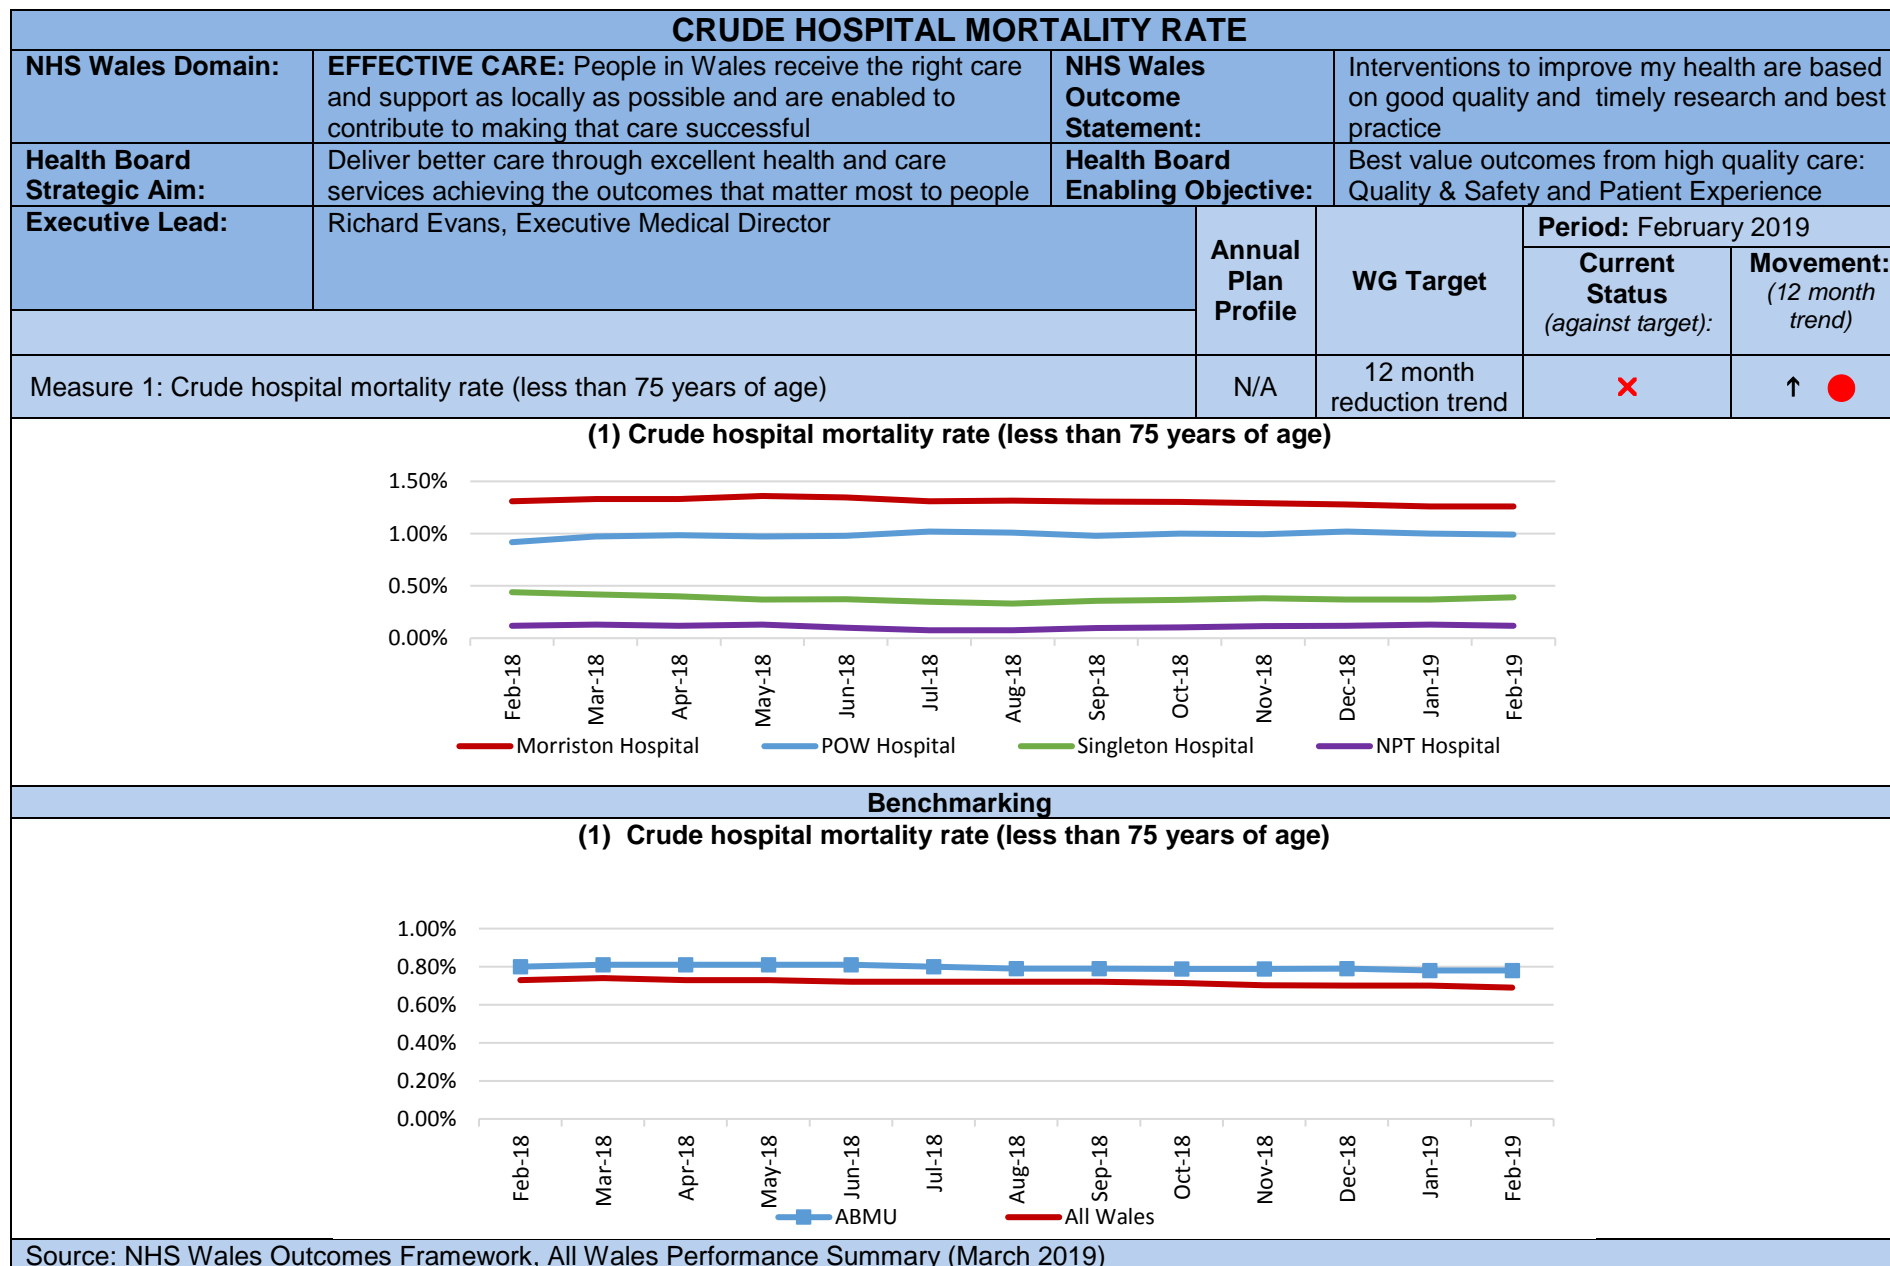 CRUDE HOSPITAL MORTALITY RATE
NHS Wales Domain:
EFFECTIVE CARE: People in Wales receive the right care
and support as locally as possible and are enabled to
contribute to making that care successful
NHS Wales
Outcome
Statement:
Interventions to improve my health are based
on good quality and timely research and best
practice
Health Board
Strategic Aim:
Deliver better care through excellent health and care
services achieving the outcomes that matter most to people
Health Board
Enabling Objective:
Best value outcomes from high quality care:
Quality & Safety and Patient Experience
Executive Lead:
Richard Evans, Executive Medical Director
Annual
Plan
Profile
WG Target
Period: February 2019
Current
Status
(against target):
Movement:
(12 month
trend)
Measure 1: Crude hospital mortality rate (less than 75 years of age)
N/A
12 month
reduction trend
(1) Crude hospital mortality rate (less than 75 years of age)
1.50%
1.00%
0.50%
0.00%
Feb-18
Mar-18
Apr-18
May-18
Jun-18
Jul-18
Aug-18
Sep-18
Oct-18
Nov-18
Dec-18
Jan-19
Feb-19
Morriston Hospital
POW Hospital
Singleton Hospital
NPT Hospital
Benchmarking
(1) Crude hospital mortality rate (less than 75 years of age)
1.00%
0.80%
0.60%
0.40%
0.20%
0.00%
Feb-18
Mar-18
Apr-18
May-18
Jun-18
Jul-18
Aug-18
Sep-18
Oct-18
Nov-18
Dec-18
Jan-19
Feb-19
ABMU
All Wales
Source: NHS Wales Outcomes Framework, All Wales Performance Summary (March 2019)